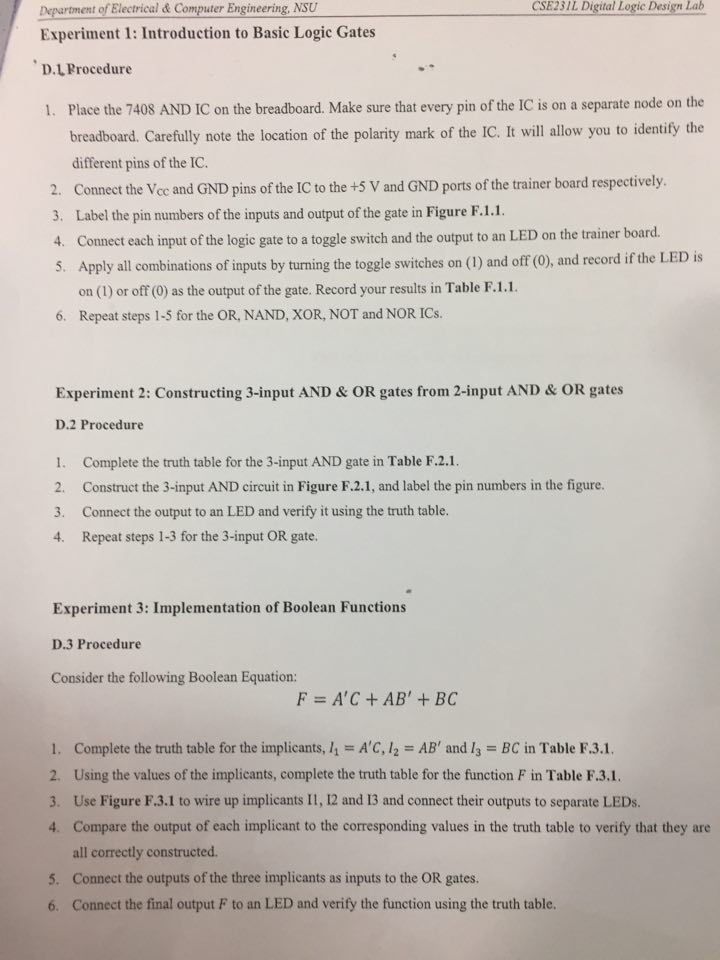 Department of Electrical & Computer Engineering, NSU
CSE231L Digital Logic Design Lab
Experiment 1: Introduction to Basic Logic Gates
D.1 Procedure
1. Place the 7408 AND IC on the breadboard. Make sure that every pin of the IC is on a separate node on the
breadboard. Carefully note the location of the polarity mark of the IC. It will allow you to identify the
different pins of the IC.
2. Connect the VCC and GND pins of the IC to the +5 V and GND ports of the trainer board respectively.
3. Label the pin numbers of the inputs and output of the gate in Figure F.1.1.
4. Connect each input of the logic gate to a toggle switch and the output to an LED on the trainer board.
5. Apply all combinations of inputs by turning the toggle switches on (1) and off (0), and record if the LED is
on (1) or off (0) as the output of the gate. Record your results in Table F.1.1.
6. Repeat steps 1-5 for the OR, NAND, XOR, NOT and NOR ICs.
Experiment 2: Constructing 3-input AND & OR gates from 2-input AND & OR gates
D.2 Procedure
1. Complete the truth table for the 3-input AND gate in Table F.2.1.
2. Construct the 3-input AND circuit in Figure F.2.1, and label the pin numbers in the figure.
3. Connect the output to an LED and verify it using the truth table.
4. Repeat steps 1-3 for the 3-input OR gate.
Experiment 3: Implementation of Boolean Functions
D.3 Procedure
Consider the following Boolean Equation:
F = A′C + AB′ + BC
1. Complete the truth table for the implicants, I₁ = A′C, I₂ = AB′ and I₃ = BC in Table F.3.1.
2. Using the values of the implicants, complete the truth table for the function F in Table F.3.1.
3. Use Figure F.3.1 to wire up implicants I1, I2 and I3 and connect their outputs to separate LEDs.
4. Compare the output of each implicant to the corresponding values in the truth table to verify that they are
all correctly constructed.
5. Connect the outputs of the three implicants as inputs to the OR gates.
6. Connect the final output F to an LED and verify the function using the truth table.